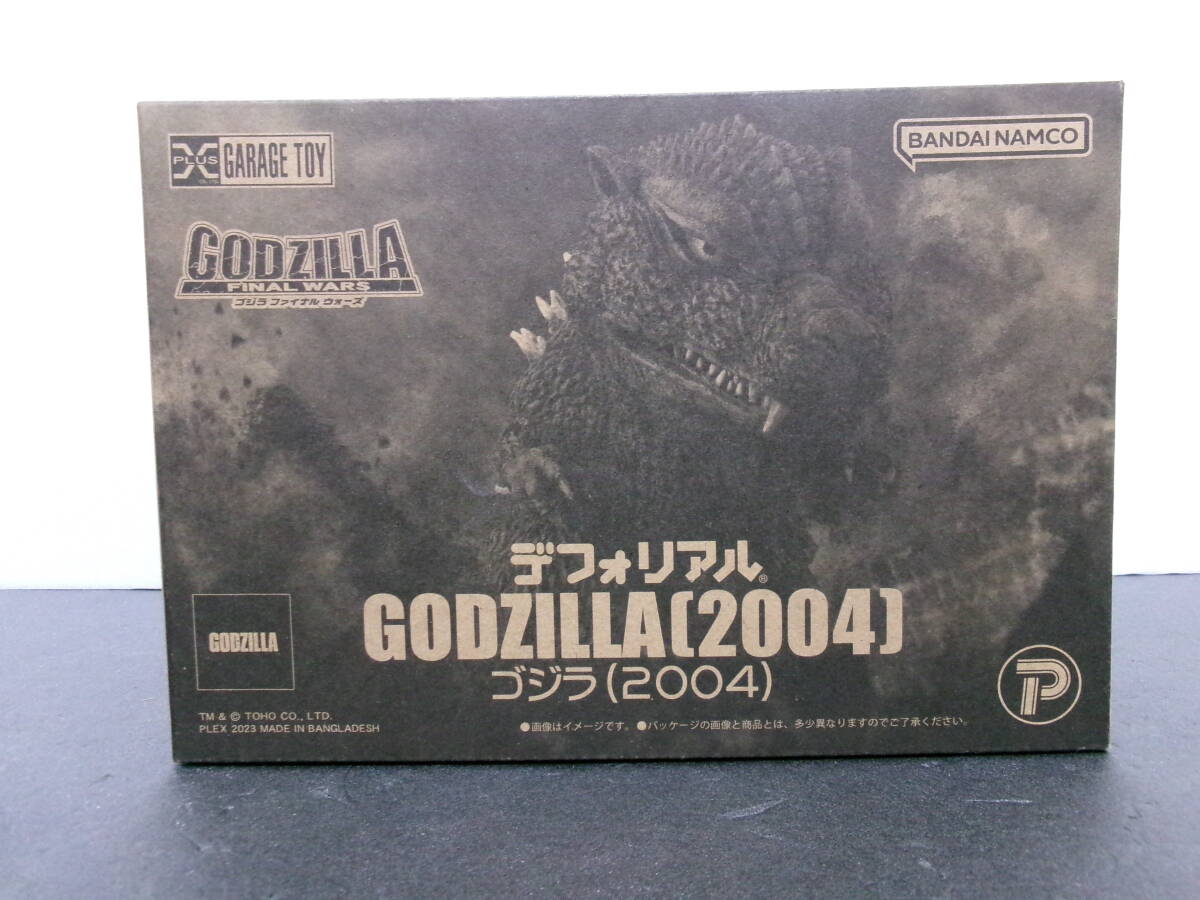 X PLUS GARAGE TOY
BANDAI NAMCO
GODZILLA
FINAL WARS
ゴジラ ファイナル ウォーズ
デフォリアル®
GODZILLA(2004)
ゴジラ(2004)
GODZILLA
P
TM & © TOHO CO., LTD.
PLEX 2023 MADE IN BANGLADESH
●画像はイメージです。●パッケージの画像と商品とは、多少異なりますのでご了承ください。